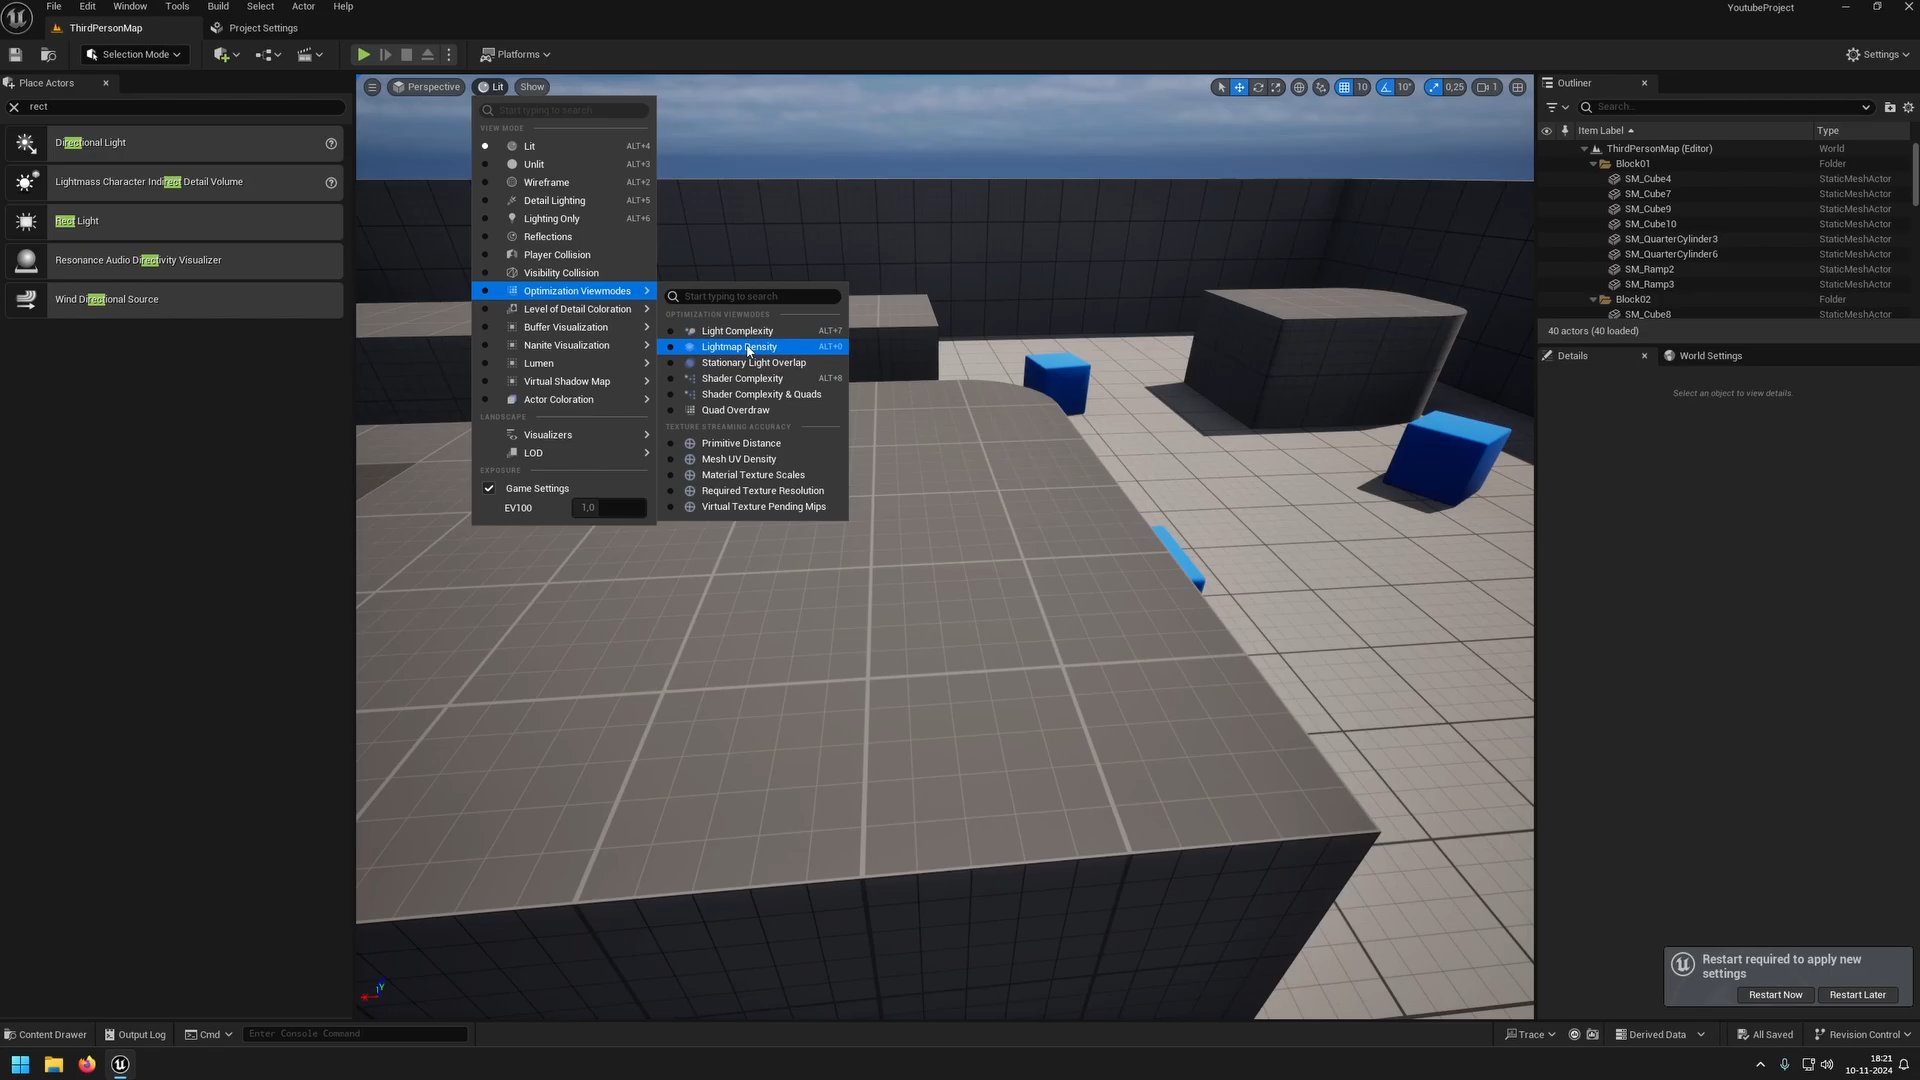 File Edit Window Tools Build Select Actor Help
YoutubeProject
ThirdPersonMap
Project Settings
Selection Mode
Platforms
Settings
Place Actors
rect
Directional Light
Lightmass Character Indirect Detail Volume
Rect Light
Resonance Audio Directivity Visualizer
Wind Directional Source
Perspective
Lit
Show
10
10°
0,25
1
Start typing to search
VIEW MODE
Lit ALT+4
Unlit ALT+3
Wireframe ALT+2
Detail Lighting ALT+5
Lighting Only ALT+6
Reflections
Player Collision
Visibility Collision
Optimization Viewmodes
Level of Detail Coloration
Buffer Visualization
Nanite Visualization
Lumen
Virtual Shadow Map
Actor Coloration
LANDSCAPE
Visualizers
LOD
EXPOSURE
Game Settings
EV100 1,0
Start typing to search
OPTIMIZATION VIEWMODES
Light Complexity ALT+7
Lightmap Density ALT+0
Stationary Light Overlap
Shader Complexity ALT+8
Shader Complexity & Quads
Quad Overdraw
TEXTURE STREAMING ACCURACY
Primitive Distance
Mesh UV Density
Material Texture Scales
Required Texture Resolution
Virtual Texture Pending Mips
Outliner
Search...
Item Label Type
ThirdPersonMap (Editor) World
Block01 Folder
SM_Cube4 StaticMeshActor
SM_Cube7 StaticMeshActor
SM_Cube9 StaticMeshActor
SM_Cube10 StaticMeshActor
SM_QuarterCylinder3 StaticMeshActor
SM_QuarterCylinder6 StaticMeshActor
SM_Ramp2 StaticMeshActor
SM_Ramp3 StaticMeshActor
Block02 Folder
SM_Cube8 StaticMeshActor
40 actors (40 loaded)
Details
World Settings
Select an object to view details.
Restart required to apply new
settings
Restart Now
Restart Later
Content Drawer
Output Log
Cmd
Enter Console Command
Trace
Derived Data
All Saved
Revision Control
18:21
10-11-2024